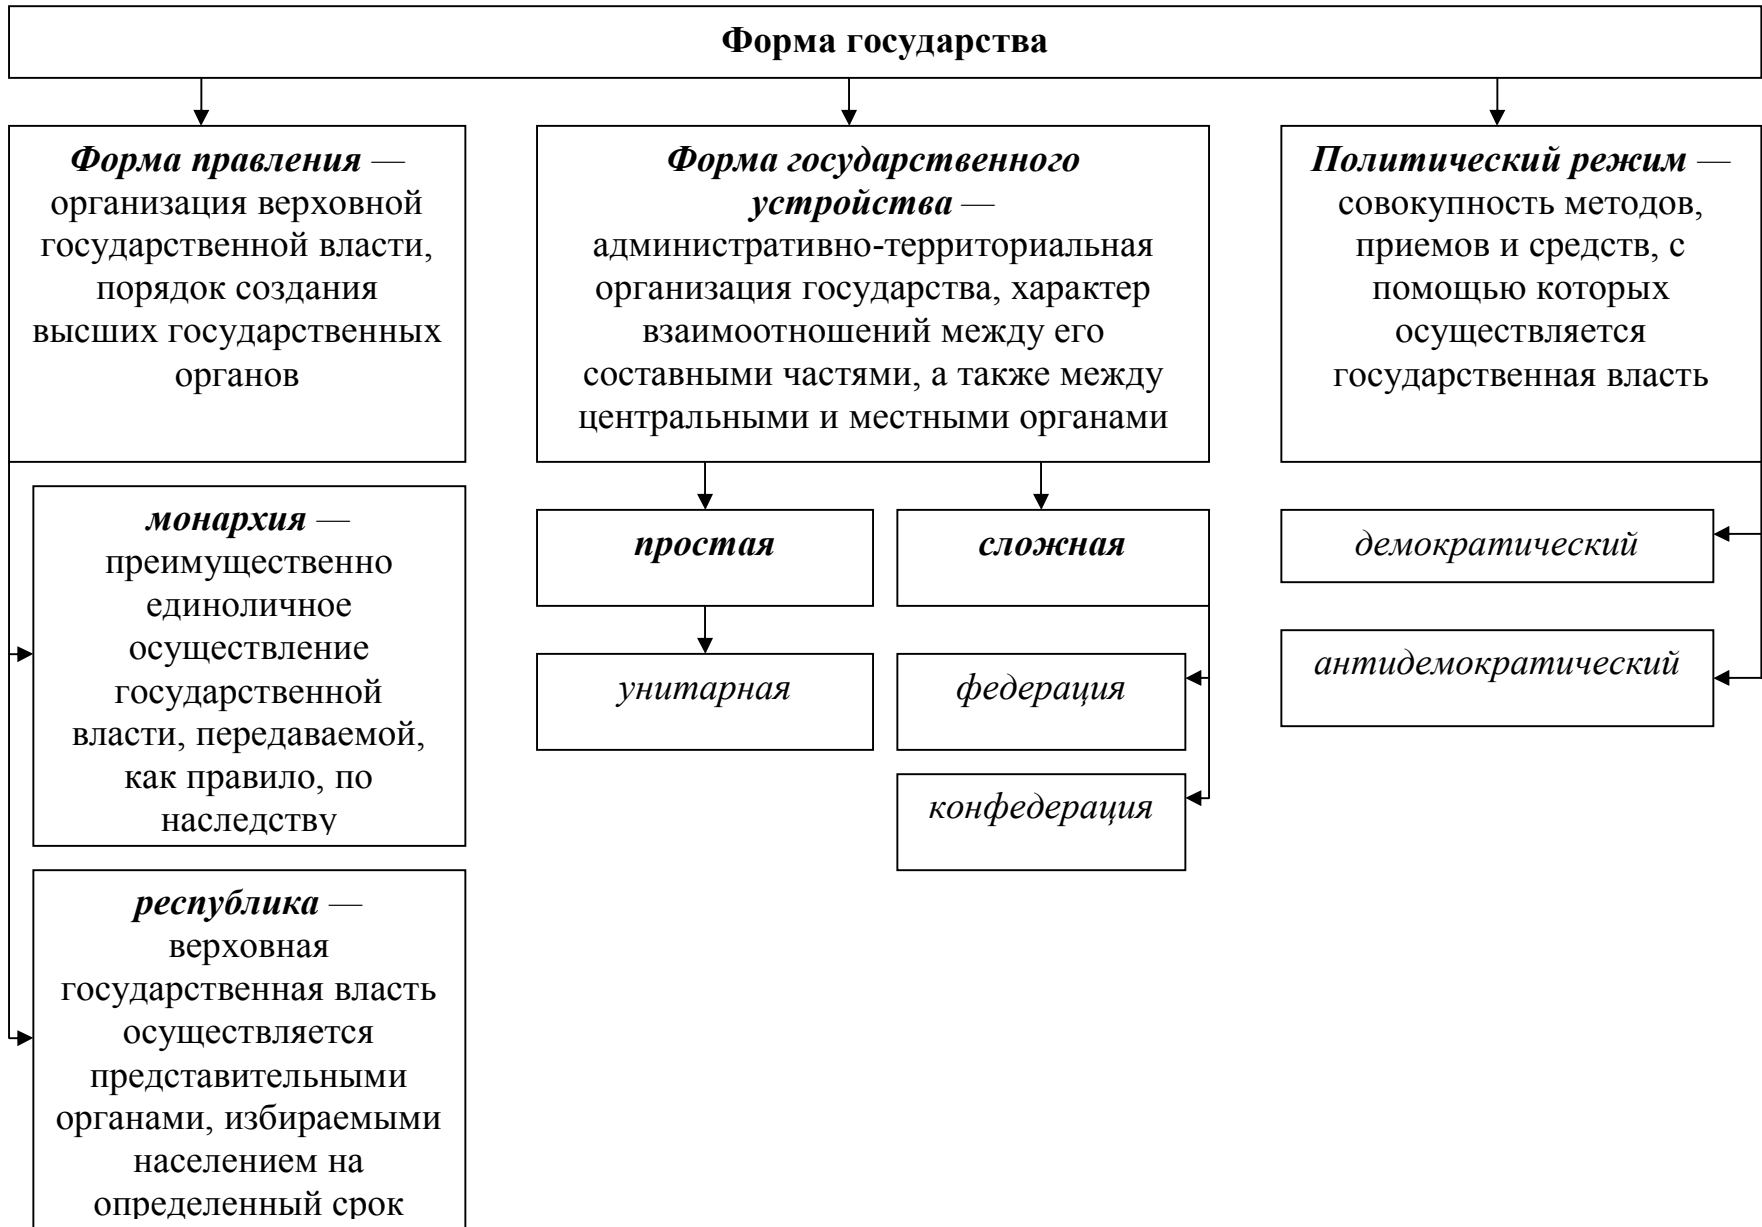 Форма государства
Форма правления —
организация верховной
государственной власти,
порядок создания
высших государственных
органов
монархия —
преимущественно
единоличное
осуществление
государственной
власти, передаваемой,
как правило, по
наследству
республика —
верховная
государственная власть
осуществляется
представительными
органами, избираемыми
населением на
определенный срок
Форма государственного
устройства —
административно-территориальная
организация государства, характер
взаимоотношений между его
составными частями, а также между
центральными и местными органами
простая
унитарная
сложная
федерация
конфедерация
Политический режим —
совокупность методов,
приемов и средств, с
помощью которых
осуществляется
государственная власть
демократический
антидемократический